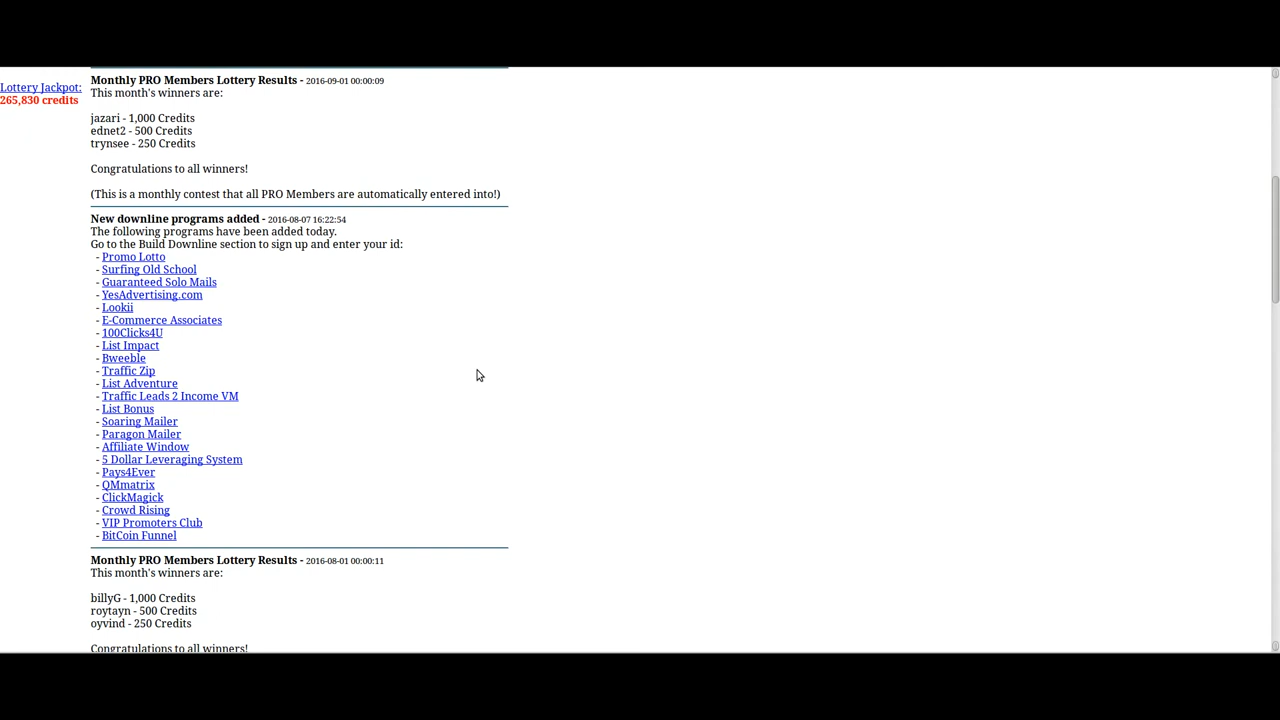 Lottery Jackpot:
265,830 credits
Monthly PRO Members Lottery Results - 2016-09-01 00:00:09
This month's winners are:
jazari - 1,000 Credits
ednet2 - 500 Credits
trynsee - 250 Credits
Congratulations to all winners!
(This is a monthly contest that all PRO Members are automatically entered into!)
New downline programs added - 2016-08-07 16:22:54
The following programs have been added today.
Go to the Build Downline section to sign up and enter your id:
- Promo Lotto
- Surfing Old School
- Guaranteed Solo Mails
- YesAdvertising.com
- Lookii
- E-Commerce Associates
- 100Clicks4U
- List Impact
- Bweeble
- Traffic Zip
- List Adventure
- Traffic Leads 2 Income VM
- List Bonus
- Soaring Mailer
- Paragon Mailer
- Affiliate Window
- 5 Dollar Leveraging System
- Pays4Ever
- QMmatrix
- ClickMagick
- Crowd Rising
- VIP Promoters Club
- BitCoin Funnel
Monthly PRO Members Lottery Results - 2016-08-01 00:00:11
This month's winners are:
billyG - 1,000 Credits
roytayn - 500 Credits
oyvind - 250 Credits
Congratulations to all winners!